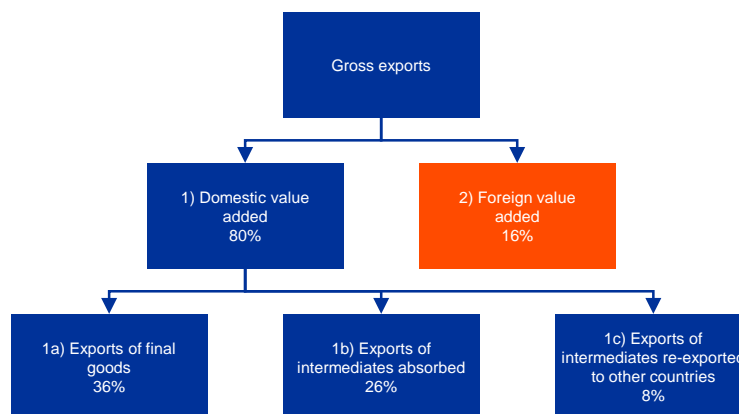 Gross exports
1) Domestic value
added
80%
2) Foreign value
added
16%
1a) Exports of final
goods
36%
1b) Exports of
intermediates absorbed
26%
1c) Exports of
intermediates re-exported
to other countries
8%